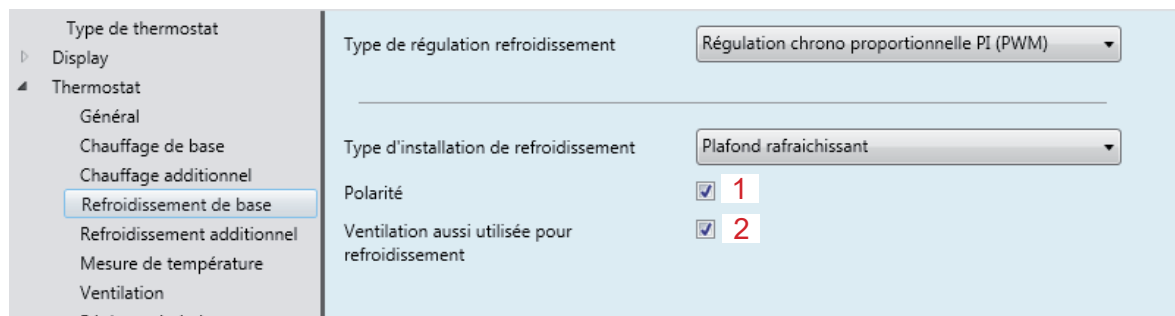 Type de thermostat
Display
Thermostat
Général
Chauffage de base
Chauffage additionnel
Refroidissement de base
Refroidissement additionnel
Mesure de température
Ventilation
Type de régulation refroidissement
Régulation chrono proportionnelle PI (PWM)
Type d'installation de refroidissement
Plafond rafraichissant
Polarité
1
Ventilation aussi utilisée pour
refroidissement
2